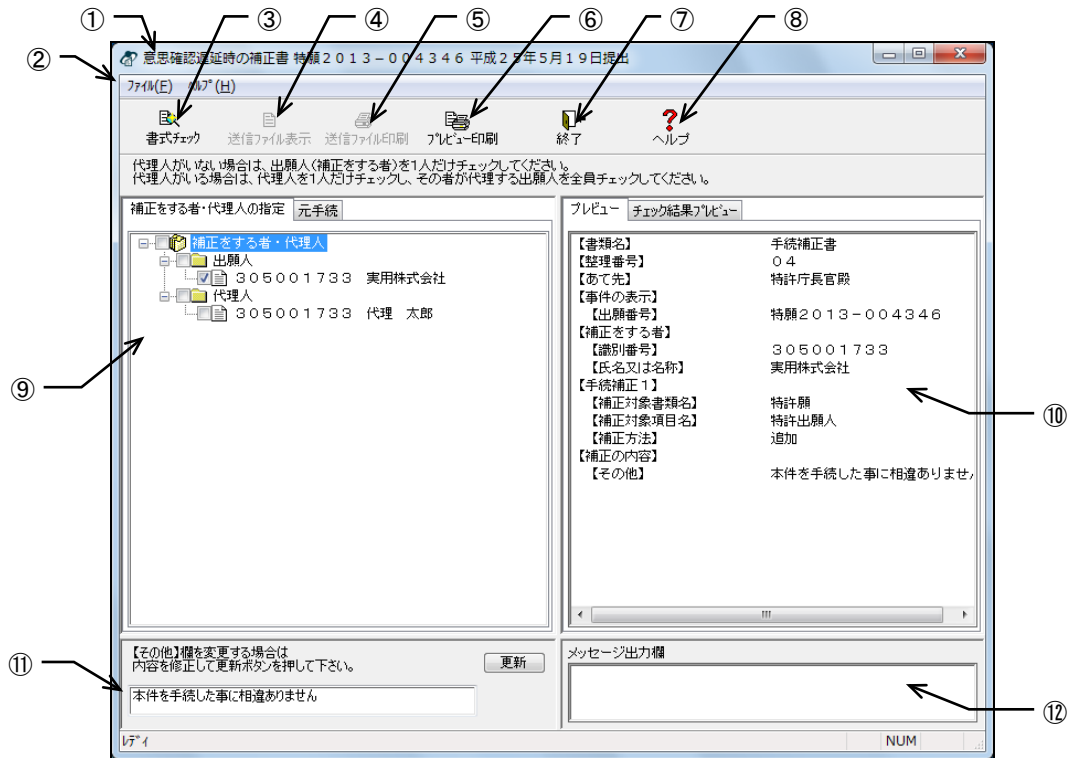 ① ③ ④ ⑤ ⑥ ⑦ ⑧
②
意思確認遅延時の補正書 特願２０１３－００４３４６ 平成２５年５月１９日提出
ﾌｧｲﾙ(F) ﾍﾙﾌﾟ(H)
書式ﾁｪｯｸ 送信ﾌｧｲﾙ表示 送信ﾌｧｲﾙ印刷 ﾌﾟﾚﾋﾞｭｰ印刷 終了 ヘルプ
代理人がいない場合は、出願人(補正をする者)を1人だけチェックしてください。
代理人がいる場合は、代理人を1人だけチェックし、その者が代理する出願人を全員チェックしてください。
補正をする者・代理人の指定 元手続
補正をする者・代理人
出願人
３０５００１７３３ 実用株式会社
代理人
３０５００１７３３ 代理 太郎
⑨
プレビュー チェック結果ﾌﾟﾚﾋﾞｭｰ
【書類名】 手続補正書
【整理番号】 ０４
【あて先】 特許庁長官殿
【事件の表示】
【出願番号】 特願２０１３－００４３４６
【補正をする者】
【識別番号】 ３０５００１７３３
【氏名又は名称】 実用株式会社
【手続補正１】
【補正対象書類名】 特許願
【補正対象項目名】 特許出願人
【補正方法】 追加
【補正の内容】
【その他】 本件を手続した事に相違ありませ
⑩
⑪
【その他】欄を変更する場合は
内容を修正して更新ボタンを押して下さい。
更新
本件を手続した事に相違ありません
メッセージ出力欄
⑫
ﾚﾃﾞｨ NUM